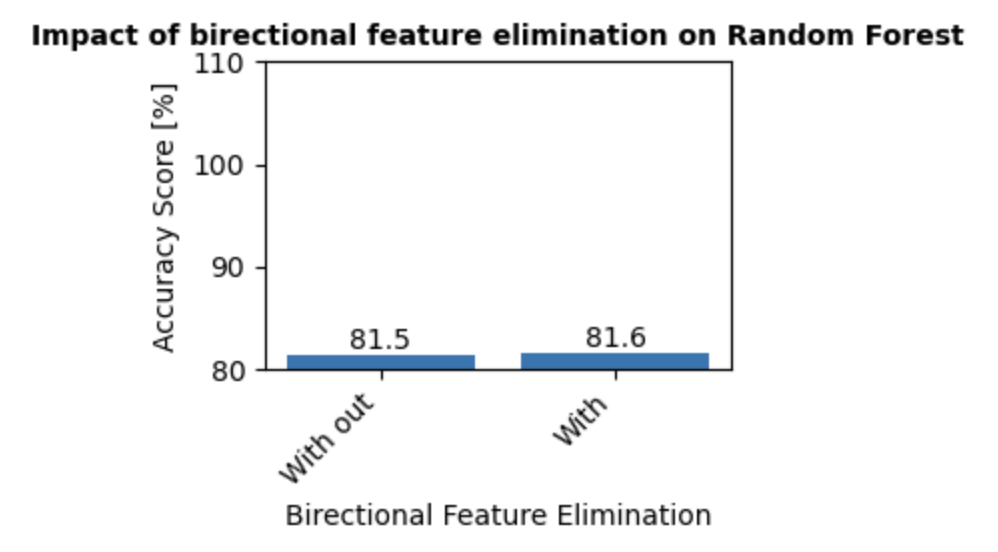 Impact of birectional feature elimination on Random Forest
Accuracy Score [%]
110
100
90
80
81.5
81.6
With out
With
Birectional Feature Elimination